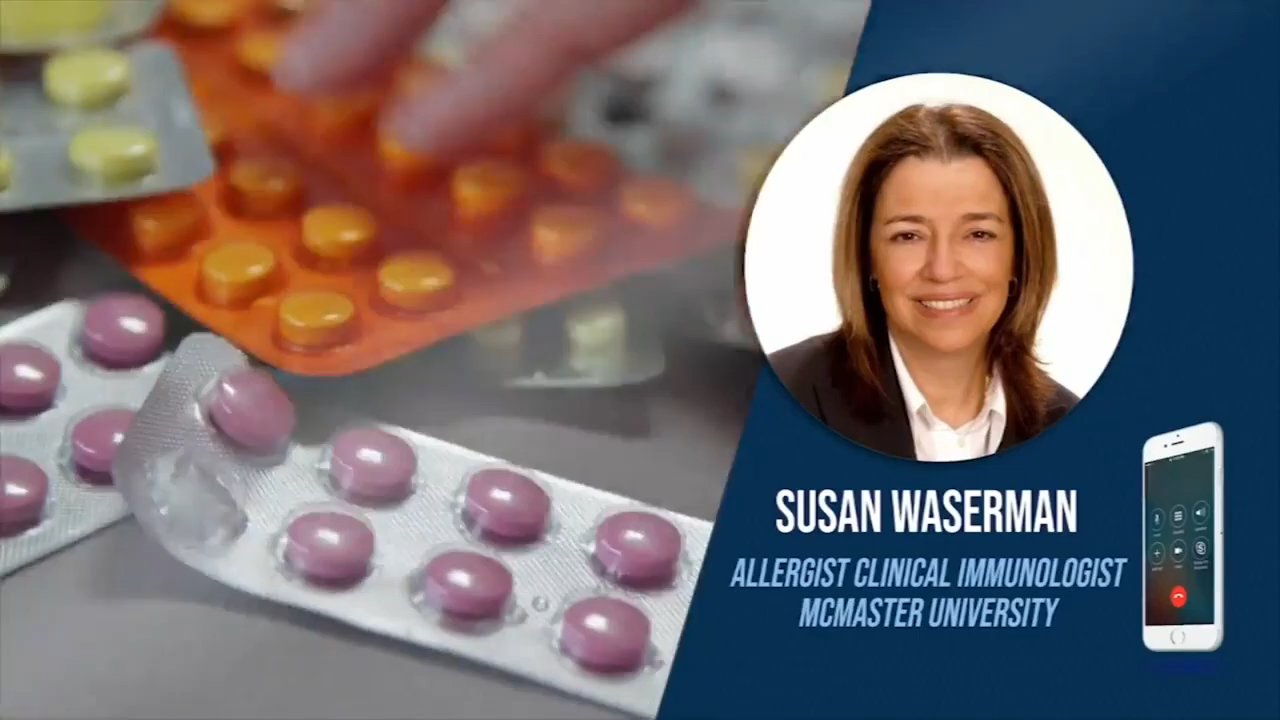 SUSAN WASERMAN
ALLERGIST CLINICAL IMMUNOLOGIST
MCMASTER UNIVERSITY